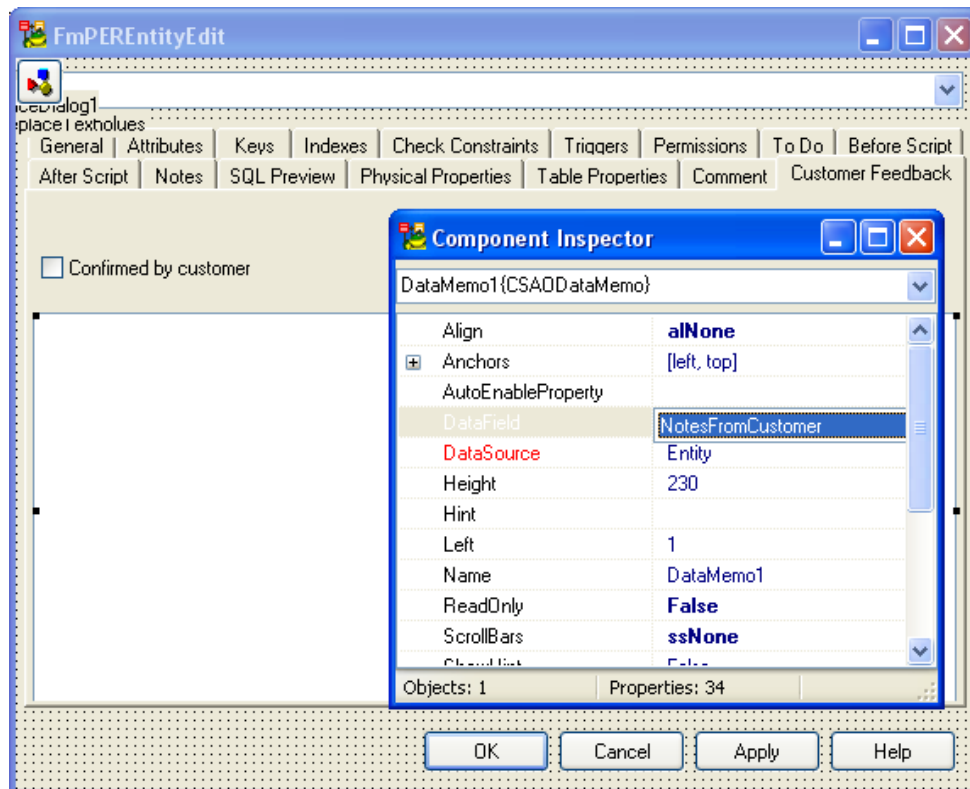 FmPEREntityEdit
General Attributes Keys Indexes Check Constraints Triggers Permissions To Do Before Script
After Script Notes SQL Preview Physical Properties Table Properties Comment Customer Feedback
Confirmed by customer
Component Inspector
DataMemo1{CSAODataMemo}
Align alNone
Anchors [left, top]
AutoEnableProperty
DataField NotesFromCustomer
DataSource Entity
Height 230
Hint
Left 1
Name DataMemo1
ReadOnly False
ScrollBars ssNone
Objects: 1 Properties: 34
OK Cancel Apply Help